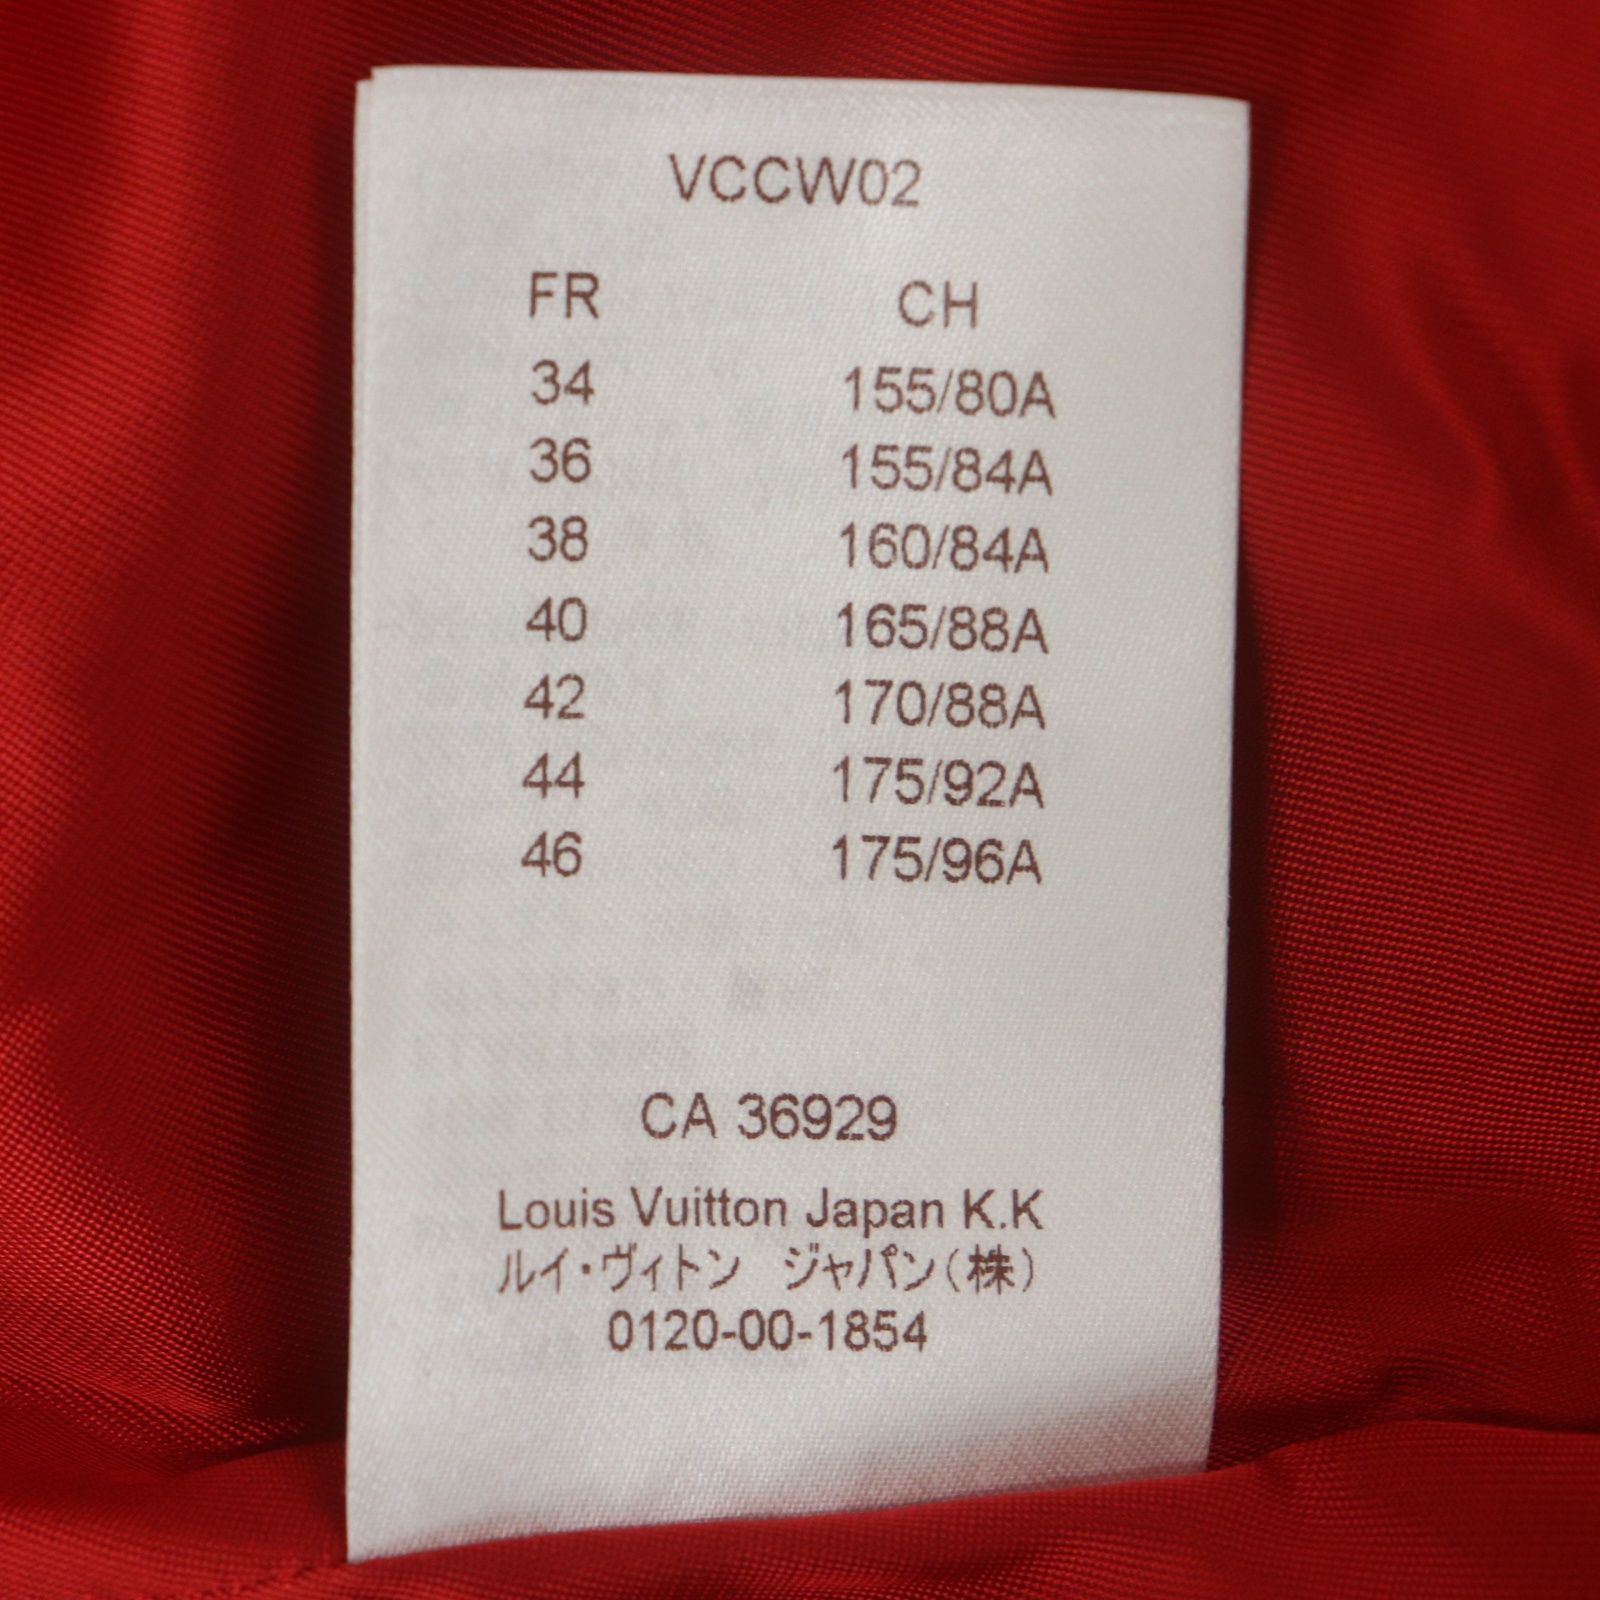 VCCW02
FR CH
34 155/80A
36 155/84A
38 160/84A
40 165/88A
42 170/88A
44 175/92A
46 175/96A
CA 36929
Louis Vuitton Japan K.K
ルイ・ヴィトン　ジャパン(株)
0120-00-1854